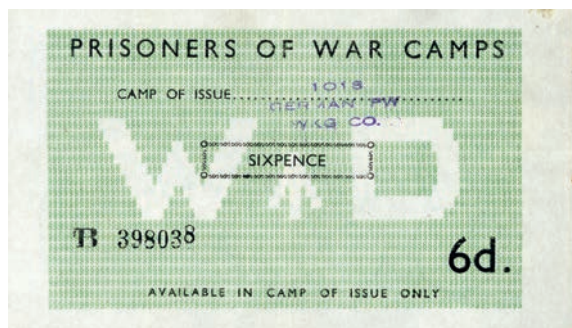 PRISONERS OF WAR CAMPS
CAMP OF ISSUE
1018
GERMAN PW
WKG CO.
SIXPENCE
W D
B 398038
6d.
AVAILABLE IN CAMP OF ISSUE ONLY